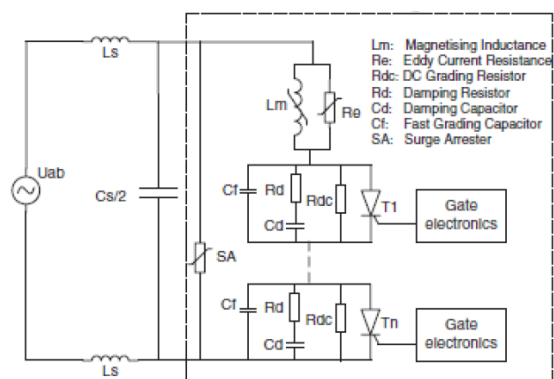 Ls
Uab
Cs/2
SA
Ls
Lm
Re
Lm: Magnetising Inductance
Re: Eddy Current Resistance
Rdc: DC Grading Resistor
Rd: Damping Resistor
Cd: Damping Capacitor
Cf: Fast Grading Capacitor
SA: Surge Arrester
Cf
Rd
Cd
Rdc
T1
Gate
electronics
Cf
Rd
Cd
Rdc
Tn
Gate
electronics